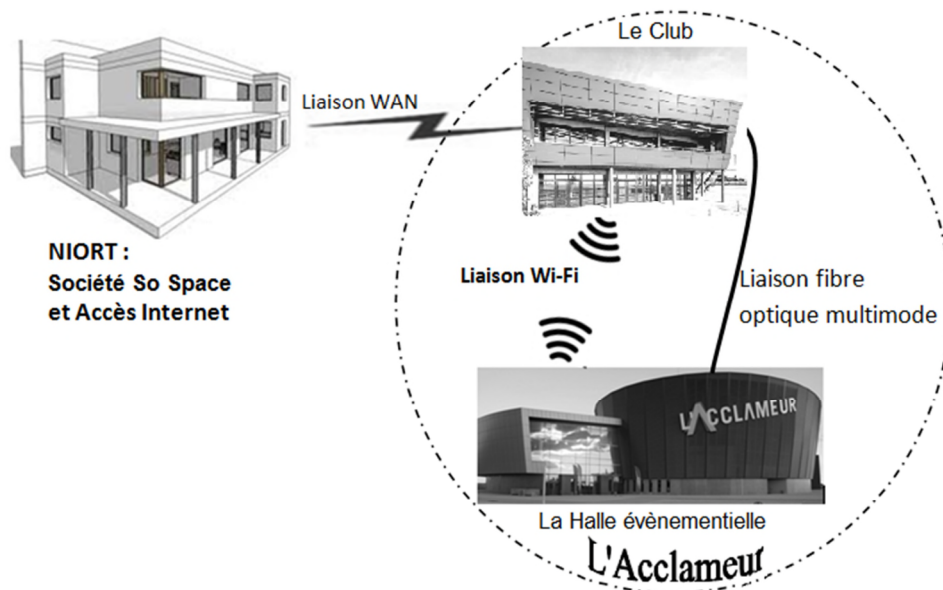 Le Club
Liaison WAN
NIORT :
Société So Space
et Accès Internet
Liaison Wi-Fi
Liaison fibre
optique multimode
L'ACCLAMEUR
La Halle évènementielle
L'Acclameur